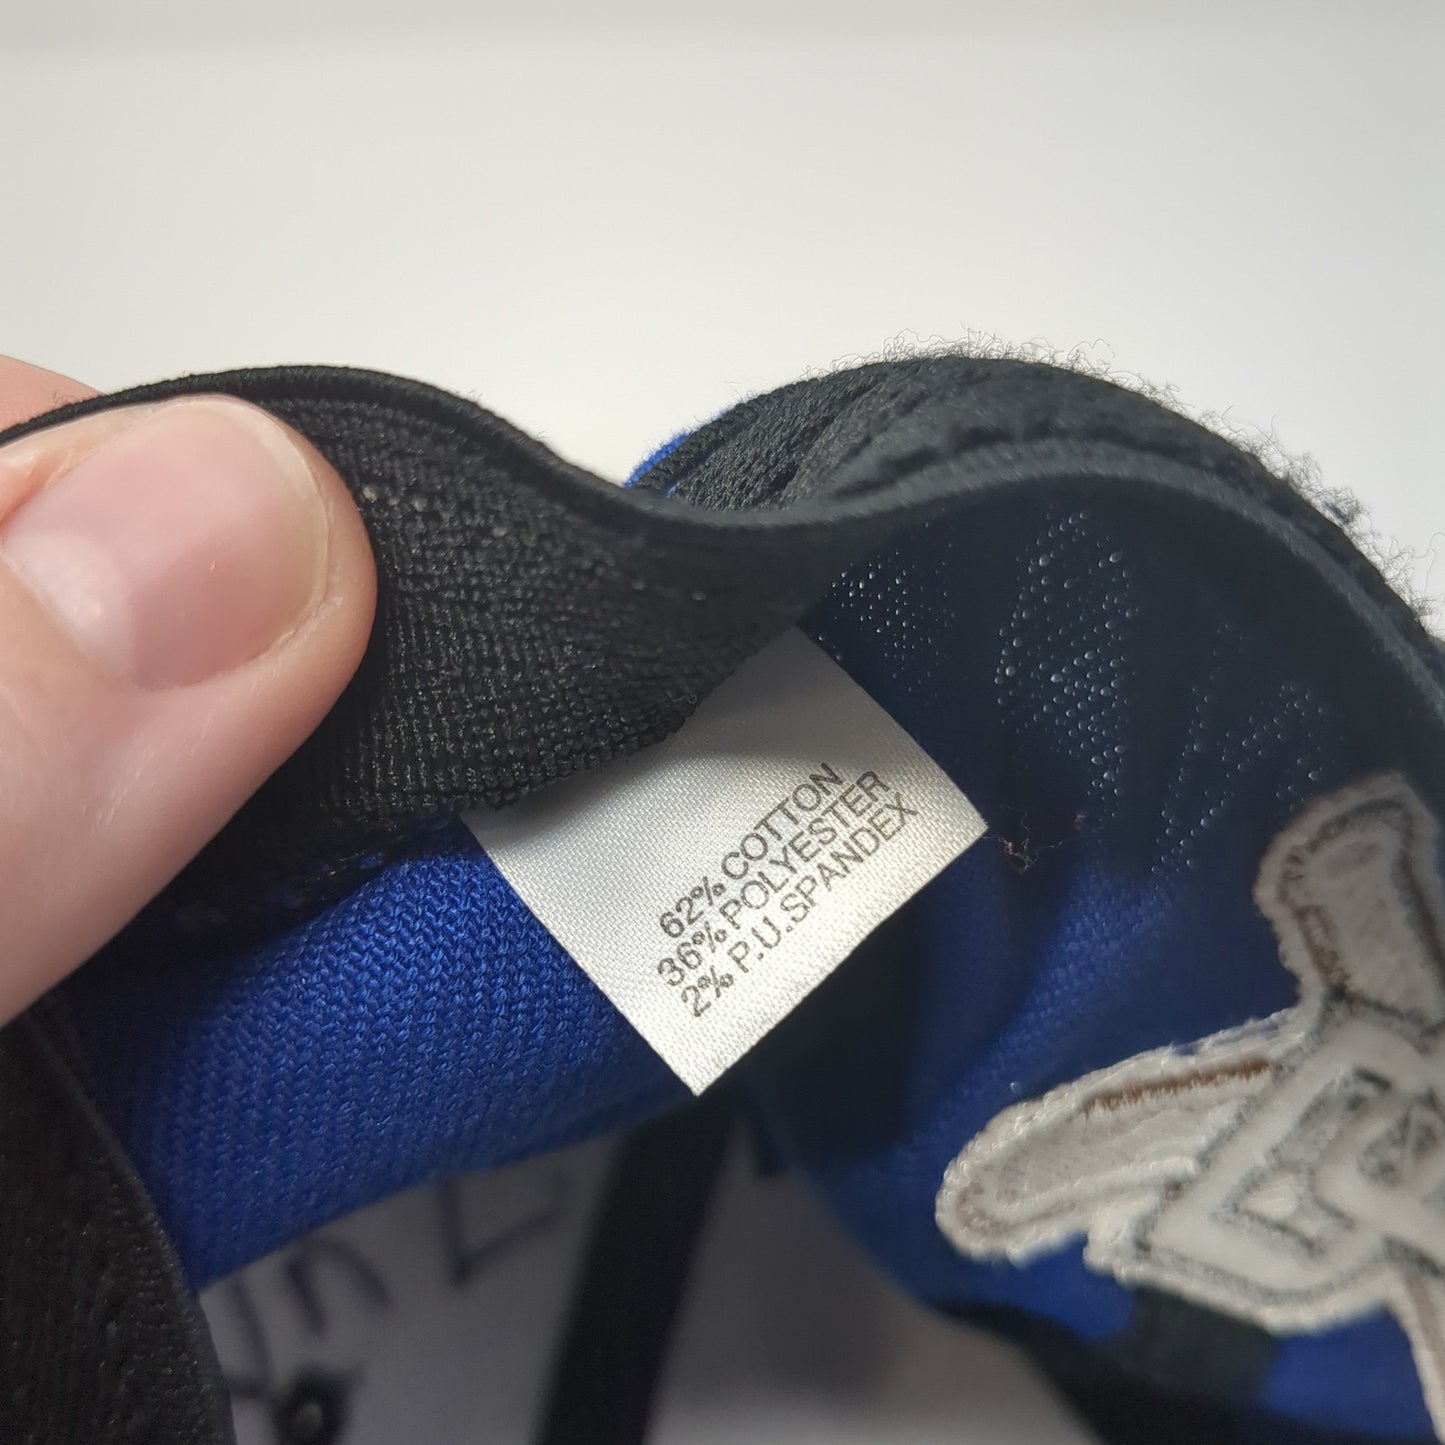 62% COTTON
36% POLYESTER
2% P.U.SPANDEX